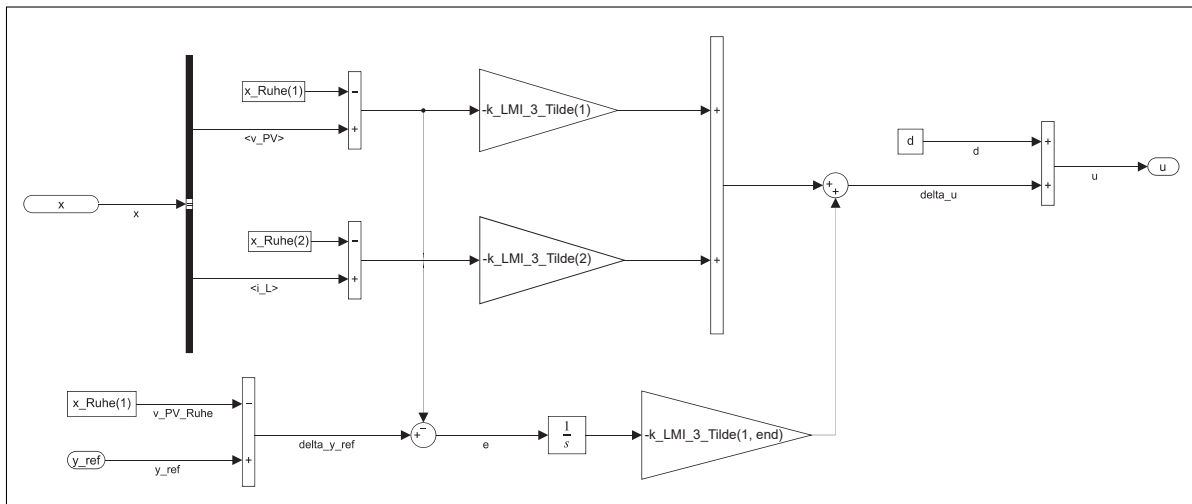 x_Ruhe(1)
−
+
<v_PV>
-k_LMI_3_Tilde(1)
+
d
d
+
+
u
u
x
x
+
+
delta_u
x_Ruhe(2)
−
+
<i_L>
-k_LMI_3_Tilde(2)
+
x_Ruhe(1)
v_PV_Ruhe
−
+
y_ref
y_ref
delta_y_ref
+
−
e
1
s
-k_LMI_3_Tilde(1, end)